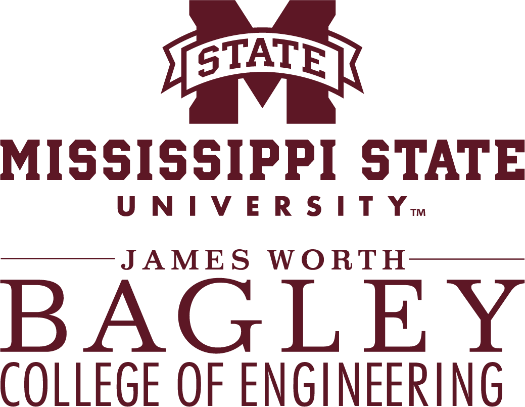 STATE
MISSISSIPPI STATE
UNIVERSITY™
JAMES WORTH
BAGLEY
COLLEGE OF ENGINEERING